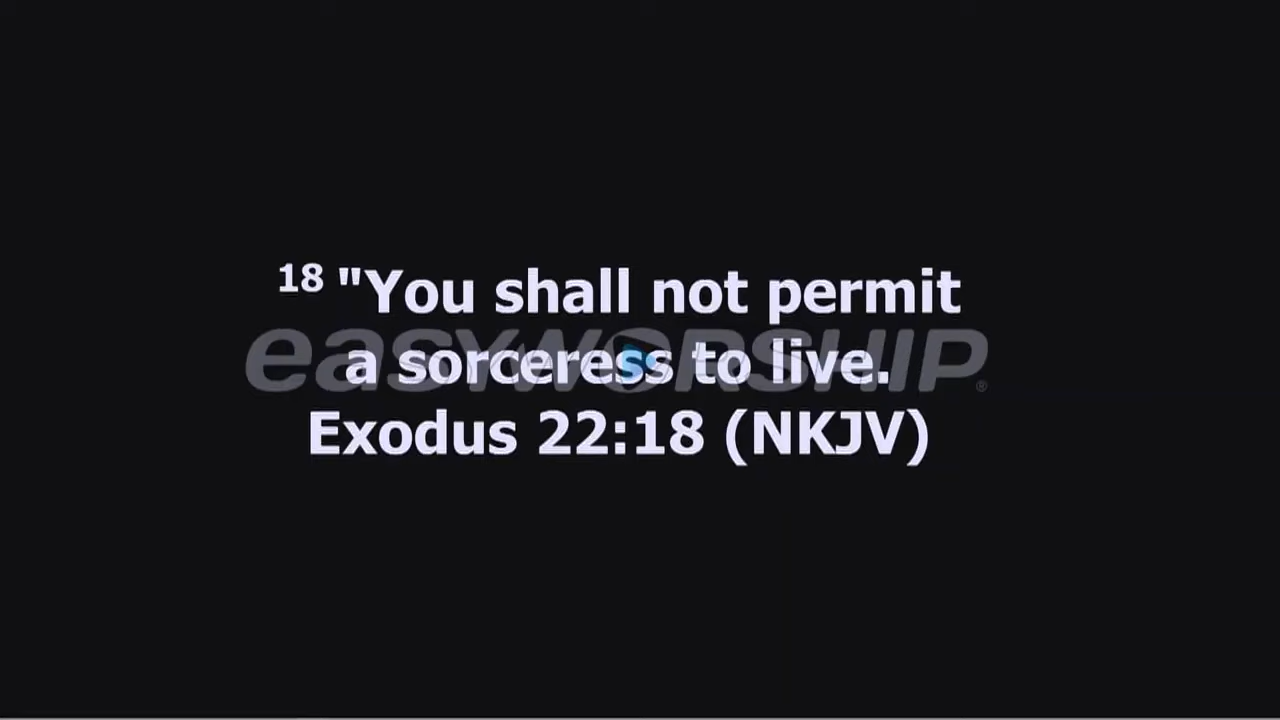 18 "You shall not permit
easyWORSHIP®
a sorceress to live.
Exodus 22:18 (NKJV)